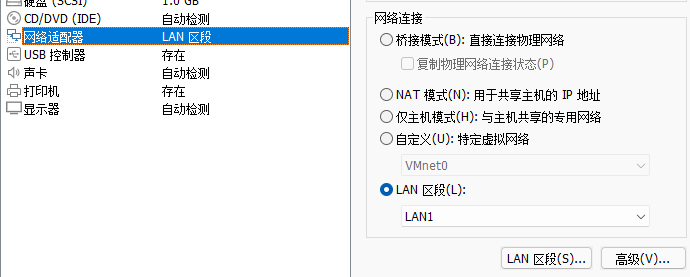 硬盘 (SCSI) 1.0 GB
CD/DVD (IDE) 自动检测
网络适配器 LAN 区段
USB 控制器 存在
声卡 自动检测
打印机 存在
显示器 自动检测
网络连接
桥接模式(B): 直接连接物理网络
复制物理网络连接状态(P)
NAT 模式(N): 用于共享主机的 IP 地址
仅主机模式(H): 与主机共享的专用网络
自定义(U): 特定虚拟网络
VMnet0
LAN 区段(L):
LAN1
LAN 区段(S)... 高级(V)...